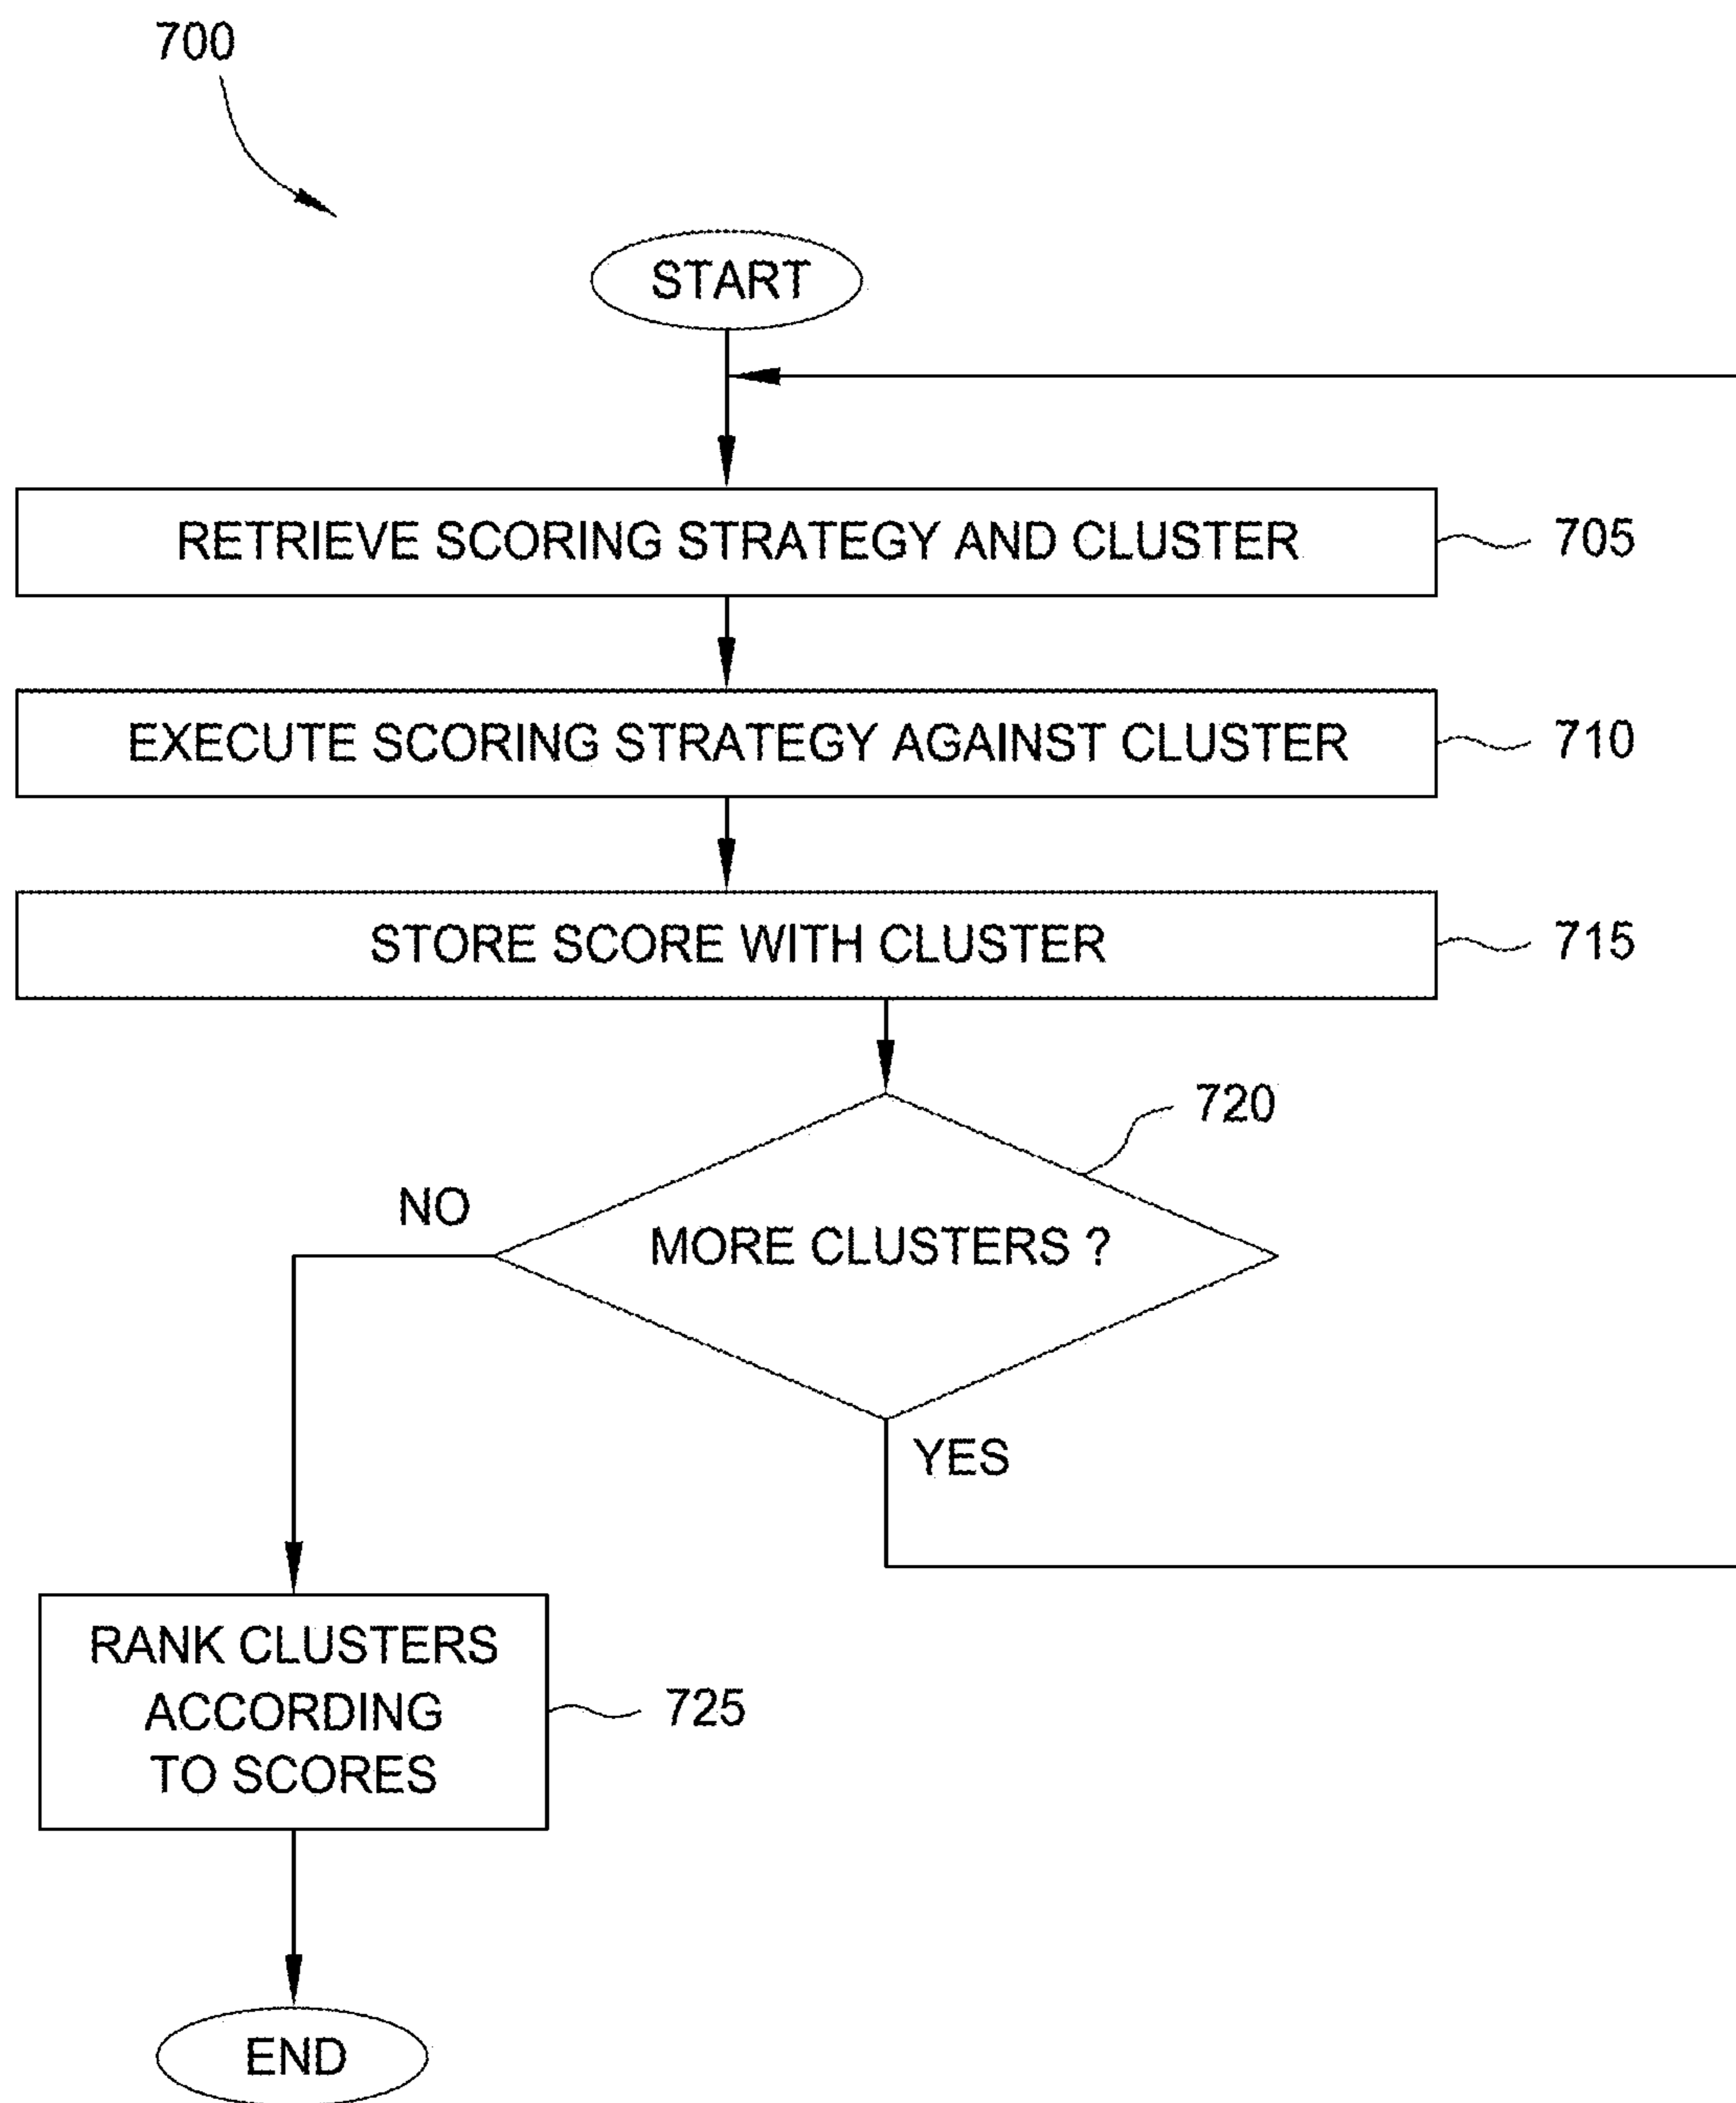 700
START
RETRIEVE SCORING STRATEGY AND CLUSTER
705
EXECUTE SCORING STRATEGY AGAINST CLUSTER
710
STORE SCORE WITH CLUSTER
715
720
NO
MORE CLUSTERS ?
YES
RANK CLUSTERS
ACCORDING
TO SCORES
725
END